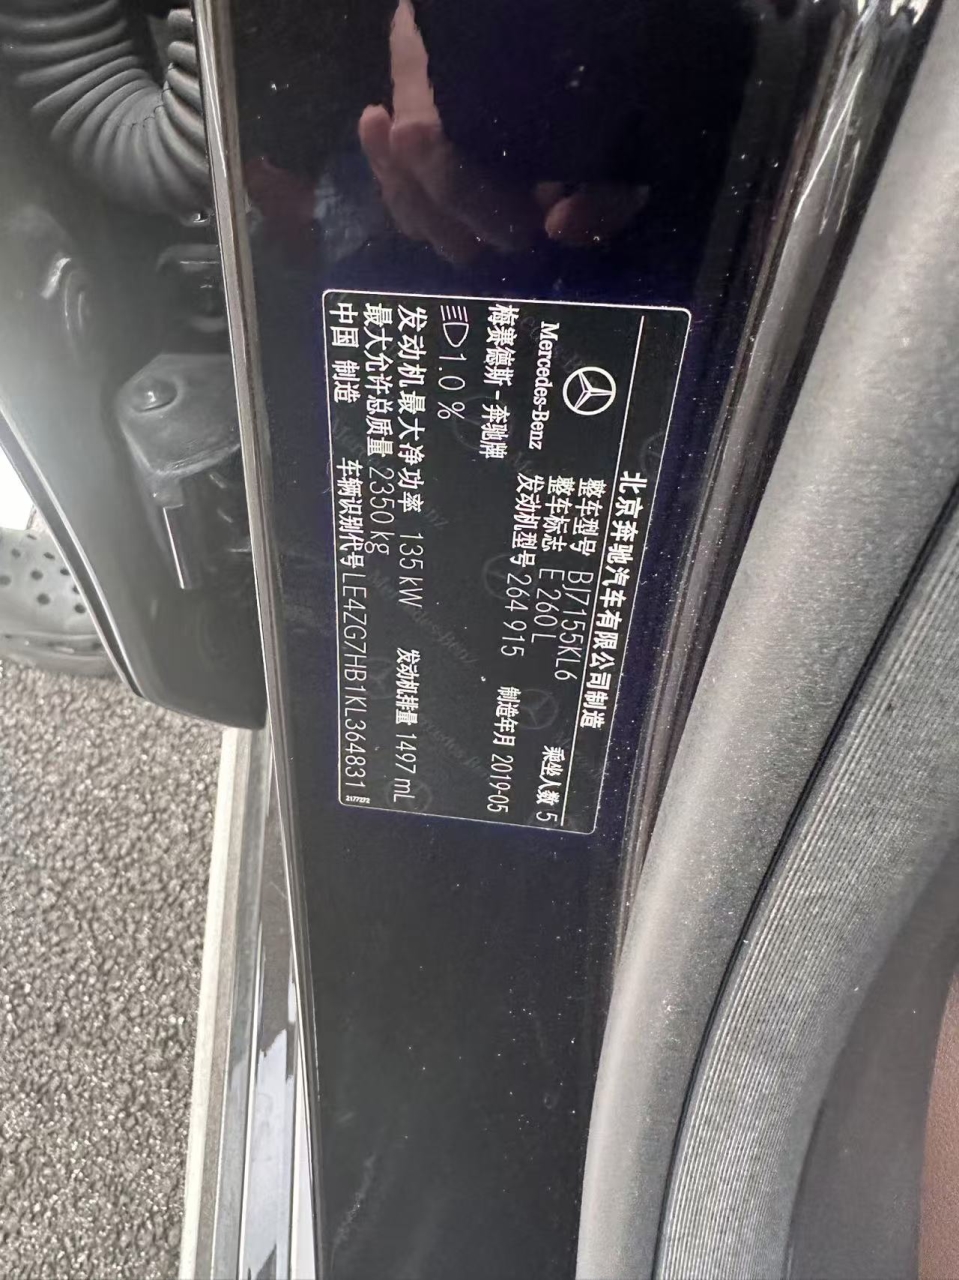 北京奔驰汽车有限公司制造
Mercedes-Benz
整车型号 BJ7155KL6
整车标志 E 260 L
乘坐人数 5
梅赛德斯-奔驰牌
发动机型号 264 915
制造年月 2019-05
1.0 %
发动机最大净功率 135 kW
发动机排量 1497 mL
最大允许总质量 2350 kg
中国 制造
车辆识别代号 LE4ZG7HB1KL364831
2177272